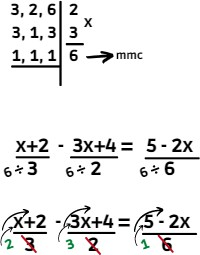 3, 2, 6 | 2
3, 1, 3 | 3 x
1, 1, 1 | 6 → mmc
x+2 - 3x+4 = 5 - 2x
6÷3 6÷2 6÷6
x+2 - 3x+4 = 5 - 2x
2 3 3 2 1 6